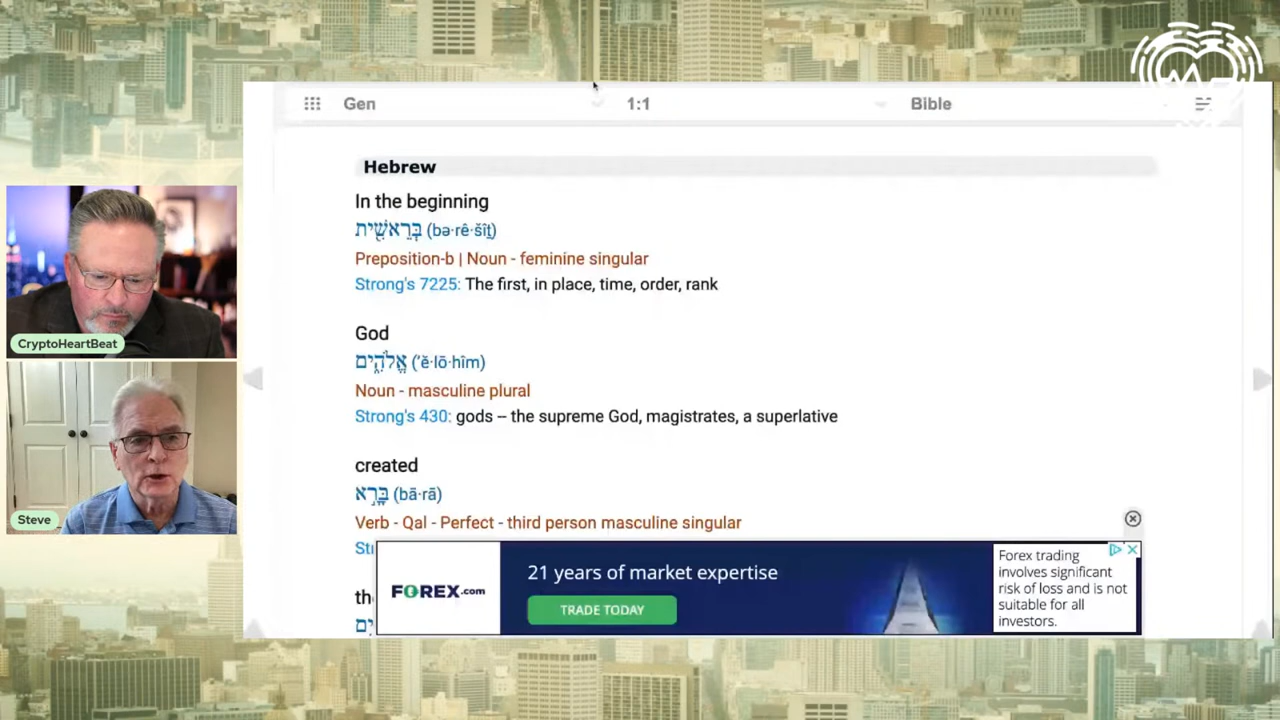 Gen 1:1 Bible
Hebrew
In the beginning
בְּרֵאשִׁ֖ית (bə·rê·šîṯ)
Preposition-b | Noun - feminine singular
Strong's 7225: The first, in place, time, order, rank
God
אֱלֹהִ֑ים (’ĕ·lō·hîm)
Noun - masculine plural
Strong's 430: gods -- the supreme God, magistrates, a superlative
created
בָּרָ֣א (bā·rā)
Verb - Qal - Perfect - third person masculine singular
CryptoHeartBeat
Steve
FOREX.com
21 years of market expertise
TRADE TODAY
Forex trading
involves significant
risk of loss and is not
suitable for all
investors.